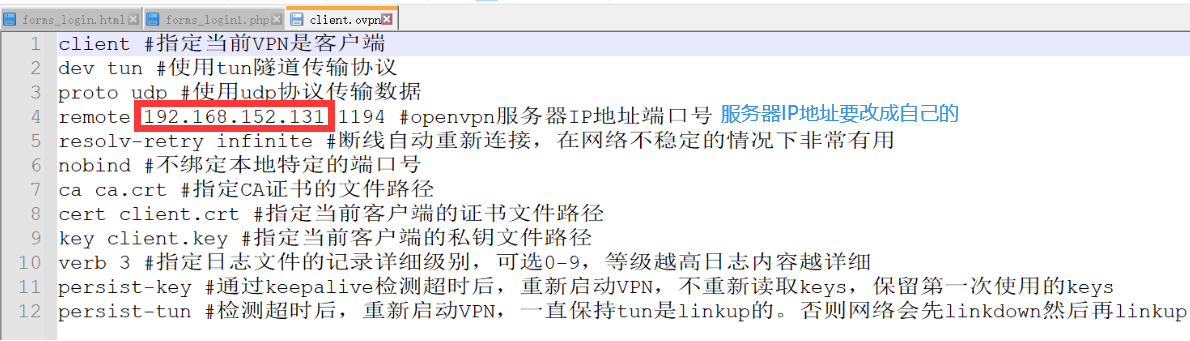 forms_login.html forms_login1.php client.ovpn
1 client #指定当前VPN是客户端
2 dev tun #使用tun隧道传输协议
3 proto udp #使用udp协议传输数据
4 remote 192.168.152.131 1194 #openvpn服务器IP地址端口号 服务器IP地址要改成自己的
5 resolv-retry infinite #断线自动重新连接，在网络不稳定的情况下非常有用
6 nobind #不绑定本地特定的端口号
7 ca ca.crt #指定CA证书的文件路径
8 cert client.crt #指定当前客户端的证书文件路径
9 key client.key #指定当前客户端的私钥文件路径
10 verb 3 #指定日志文件的记录详细级别，可选0-9，等级越高日志内容越详细
11 persist-key #通过keepalive检测超时后，重新启动VPN，不重新读取keys，保留第一次使用的keys
12 persist-tun #检测超时后，重新启动VPN，一直保持tun是linkup的。否则网络会先linkdown然后再linkup